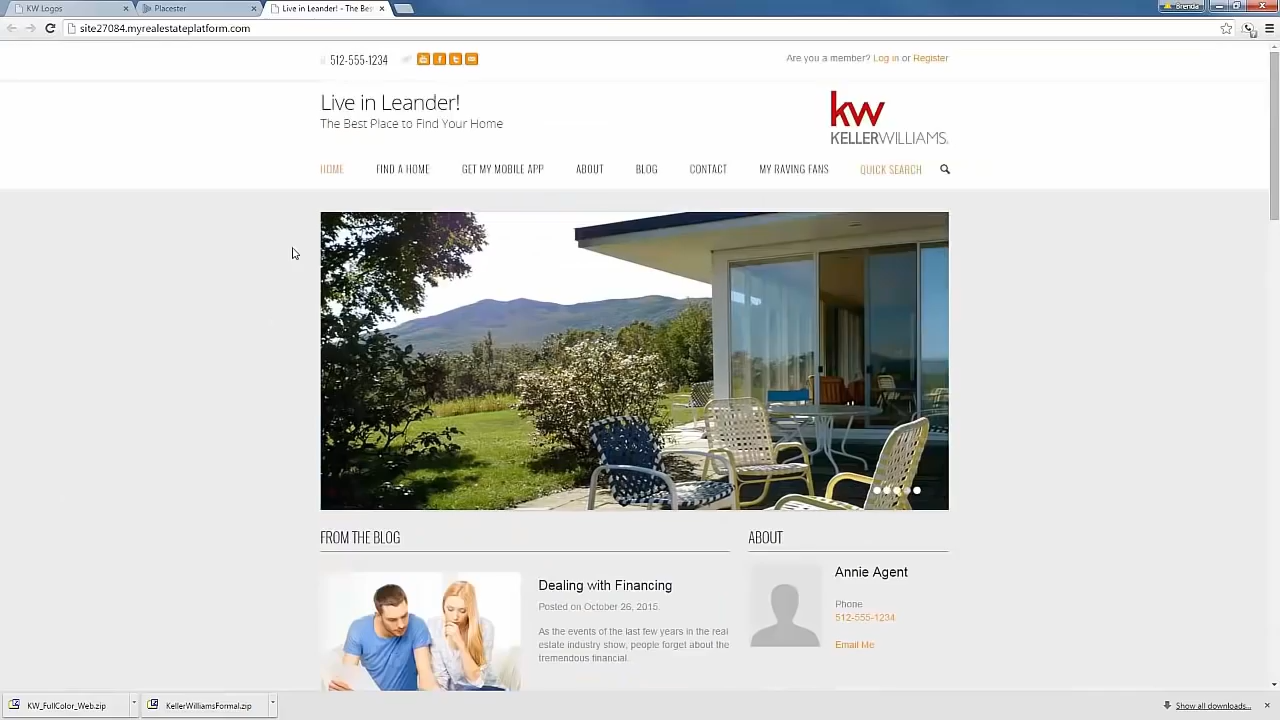 KW Logos
Placester
Live in Leander! - The Bes
Brenda
site27084.myrealestateplatform.com
512-555-1234
Are you a member? Log in or Register
Live in Leander!
The Best Place to Find Your Home
kw
KELLERWILLIAMS.
HOME FIND A HOME GET MY MOBILE APP ABOUT BLOG CONTACT MY RAVING FANS QUICK SEARCH
FROM THE BLOG
Dealing with Financing
Posted on October 26, 2015.
As the events of the last few years in the real
estate industry show, people forget about the
tremendous financial.
ABOUT
Annie Agent
Phone
512-555-1234
Email Me
KW_FullColor_Web.zip
KellerWilliamsFormal.zip
Show all downloads...